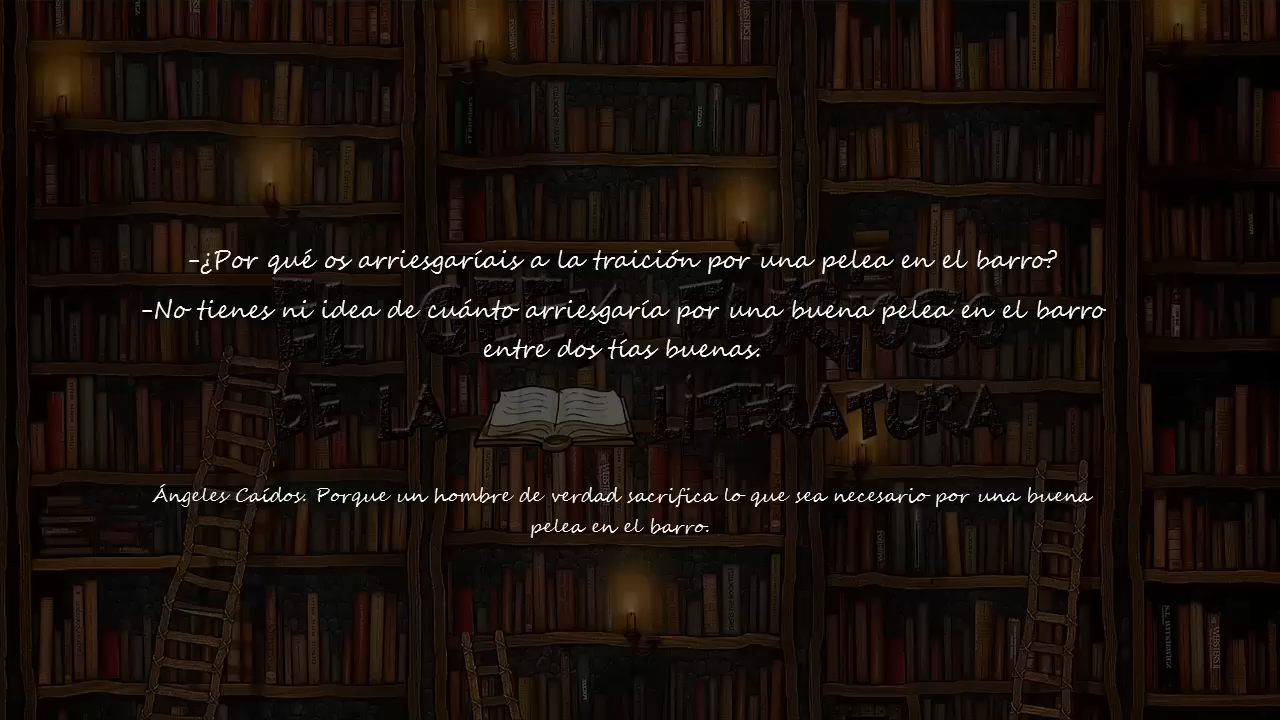 -¿Por qué os arriesgaríais a la traición por una pelea en el barro?
-No tienes ni idea de cuánto arriesgaría por una buena pelea en el barro
entre dos tías buenas.
EL GEEK FURIOSO
DE LA LITERATURA
Ángeles Caídos. Porque un hombre de verdad sacrifica lo que sea necesario por una buena
pelea en el barro.